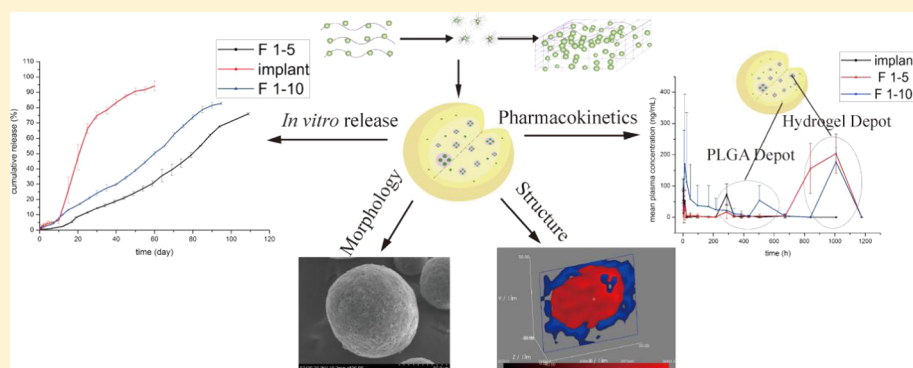 F 1-5
implant
F 1-10
110
100
90
80
70
60
50
40
30
20
10
0
cumulative release (%)
0 20 40 60 80 100 120
time (day)
In vitro release
Pharmacokinetics
Morphology
Structure
implant
F 1-5
F 1-10
400
300
200
100
0
mean plasma concentration (ng/mL)
Hydrogel Depot
PLGA Depot
0 200 400 600 800 1000 1200
time (h)